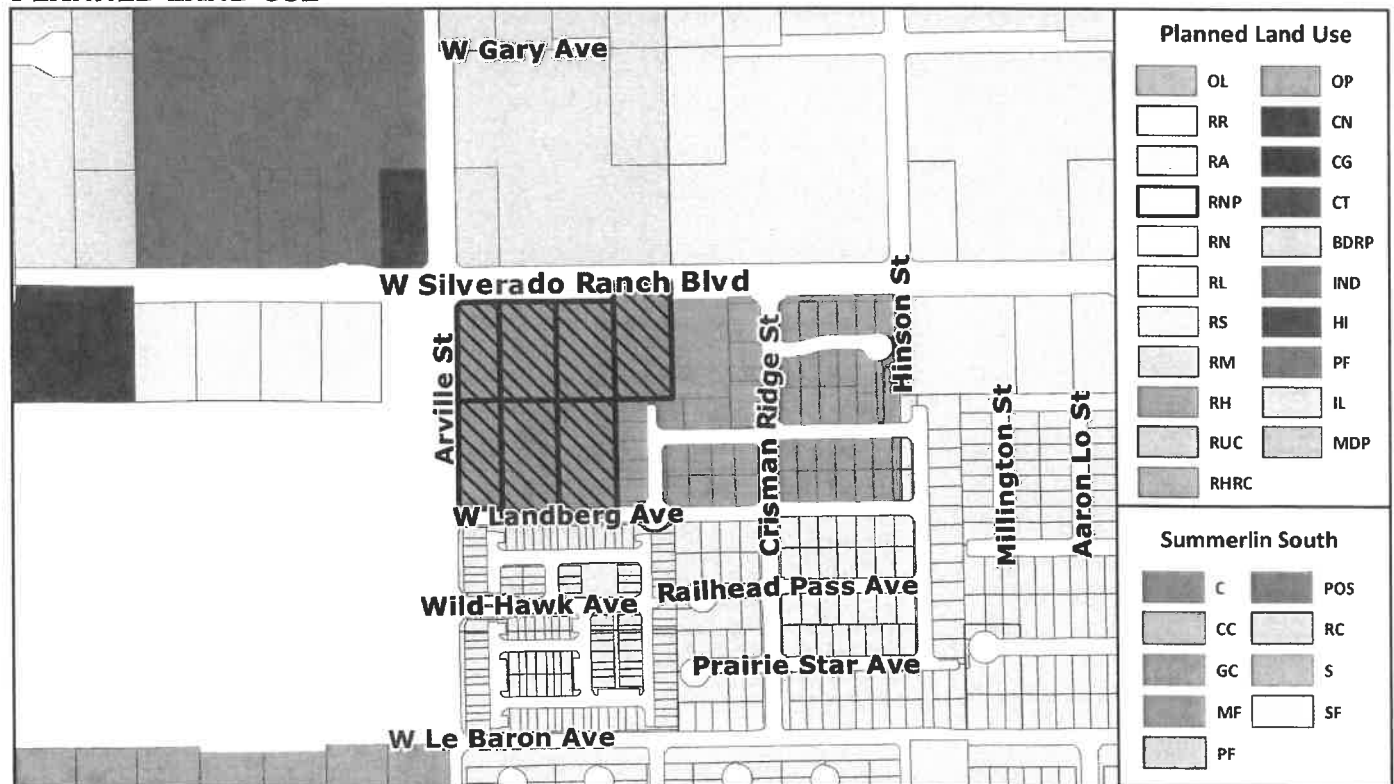 W Gary Ave
W Silverado Ranch Blvd
Arville St
Crisman Ridge St
Hinson St
Millington St
Aaron Lo St
W Landberg Ave
Railhead Pass Ave
Wild Hawk Ave
Prairie Star Ave
W Le Baron Ave
Planned Land Use
OL
OP
RR
CN
RA
CG
RNP
CT
RN
BDRP
RL
IND
RS
HI
RM
PF
RH
IL
RUC
MDP
RHRC
Summerlin South
C
POS
CC
RC
GC
S
MF
SF
PF